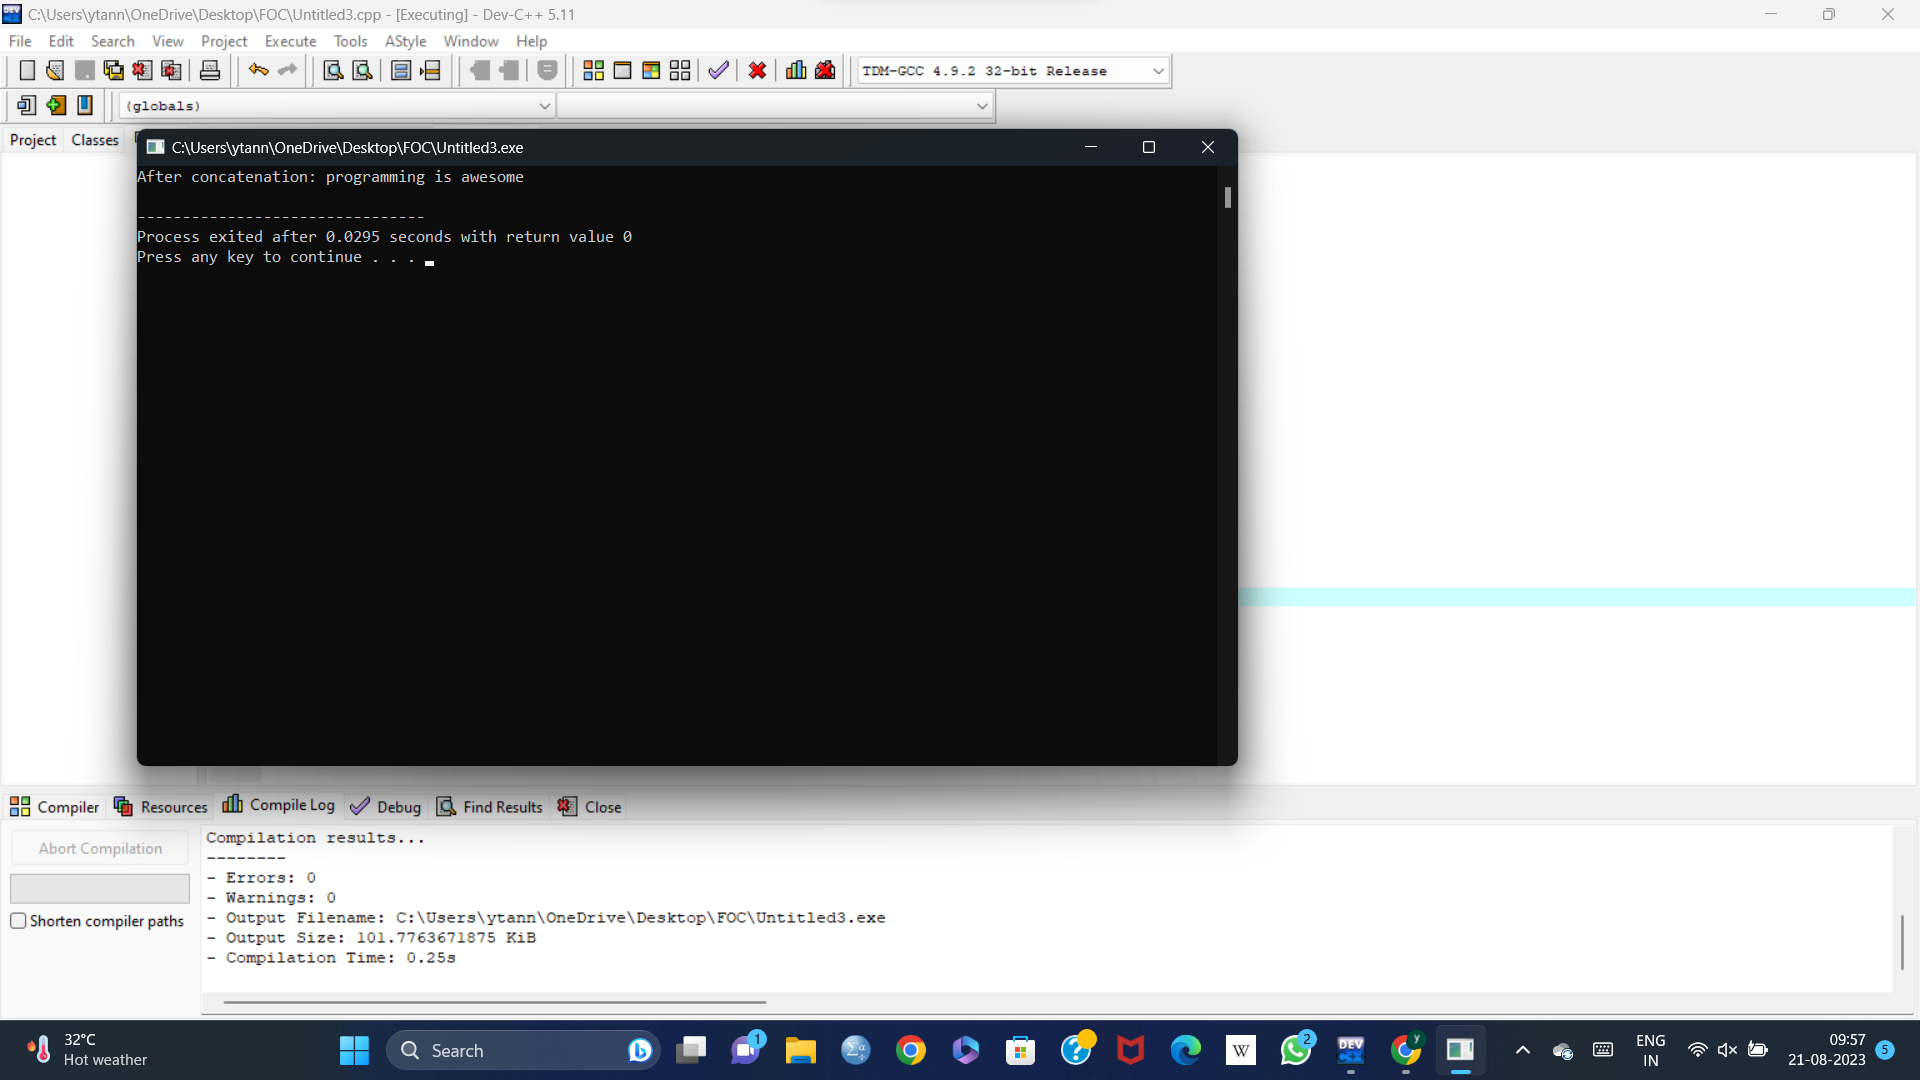 C:\Users\ytann\OneDrive\Desktop\FOC\Untitled3.cpp - [Executing] - Dev-C++ 5.11
File Edit Search View Project Execute Tools AStyle Window Help
TDM-GCC 4.9.2 32-bit Release
(globals)
Project Classes
C:\Users\ytann\OneDrive\Desktop\FOC\Untitled3.exe
After concatenation: programming is awesome
--------------------------------
Process exited after 0.0295 seconds with return value 0
Press any key to continue . . .
Compiler Resources Compile Log Debug Find Results Close
Abort Compilation
Shorten compiler paths
Compilation results...
--------
- Errors: 0
- Warnings: 0
- Output Filename: C:\Users\ytann\OneDrive\Desktop\FOC\Untitled3.exe
- Output Size: 101.7763671875 KiB
- Compilation Time: 0.25s
32°C
Hot weather
Search
1
W
2
DEV
y
ENG
IN
09:57
21-08-2023
5